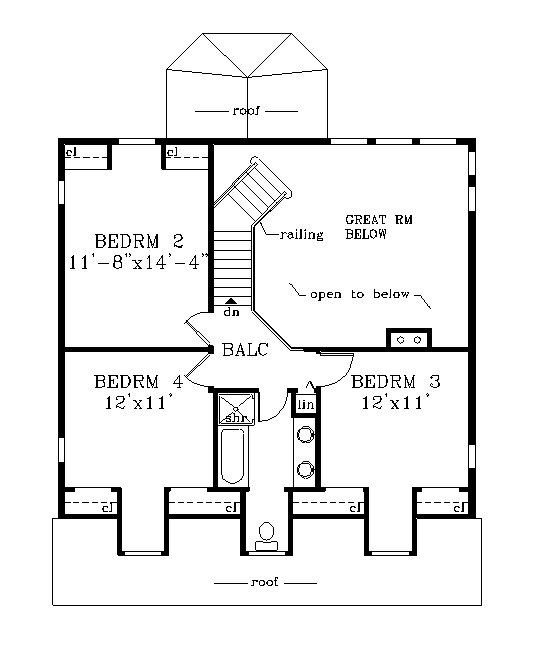 roof
cl
cl
BEDRM 2
11'-8"x14'-4"
GREAT RM
BELOW
railing
open to below
dn
BALC
BEDRM 4
12'x11'
BEDRM 3
12'x11'
lin
shr
cl
cl
cl
cl
roof